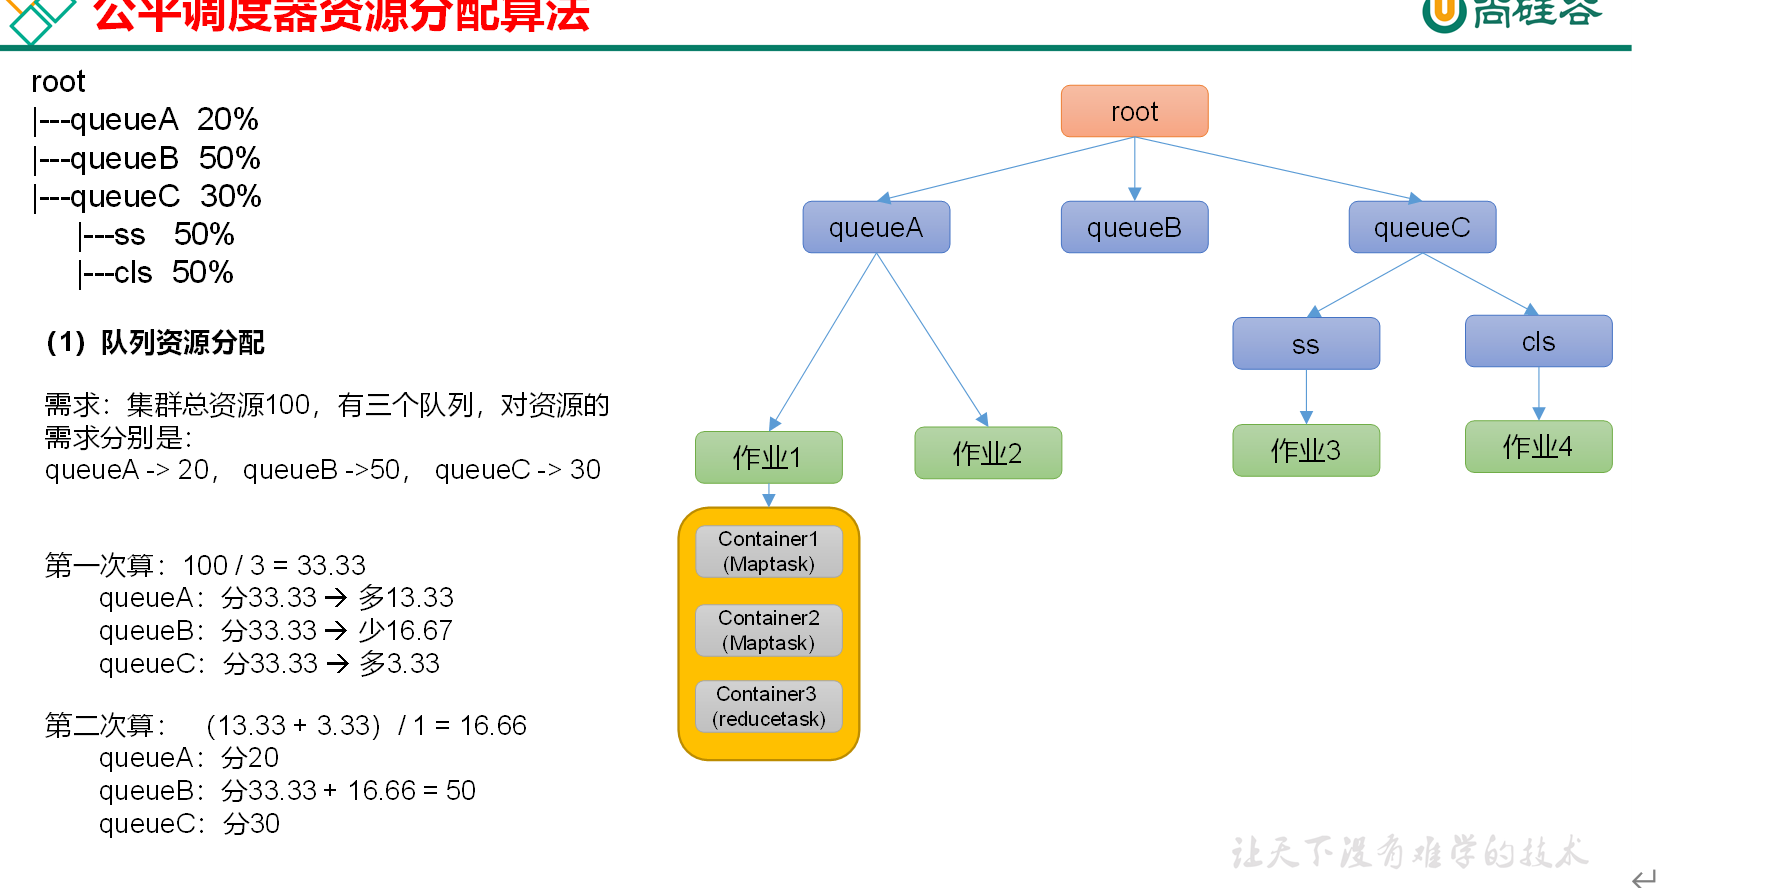 公平调度器资源分配算法
尚硅谷
root
|---queueA 20%
|---queueB 50%
|---queueC 30%
|---ss 50%
|---cls 50%
（1）队列资源分配
需求：集群总资源100，有三个队列，对资源的
需求分别是：
queueA -> 20， queueB ->50， queueC -> 30
第一次算：100 / 3 = 33.33
queueA：分33.33 → 多13.33
queueB：分33.33 → 少16.67
queueC：分33.33 → 多3.33
第二次算：（13.33 + 3.33）/ 1 = 16.66
queueA：分20
queueB：分33.33 + 16.66 = 50
queueC：分30
root
queueA
queueB
queueC
ss
cls
作业1
作业2
作业3
作业4
Container1
(Maptask)
Container2
(Maptask)
Container3
(reducetask)
让天下没有难学的技术